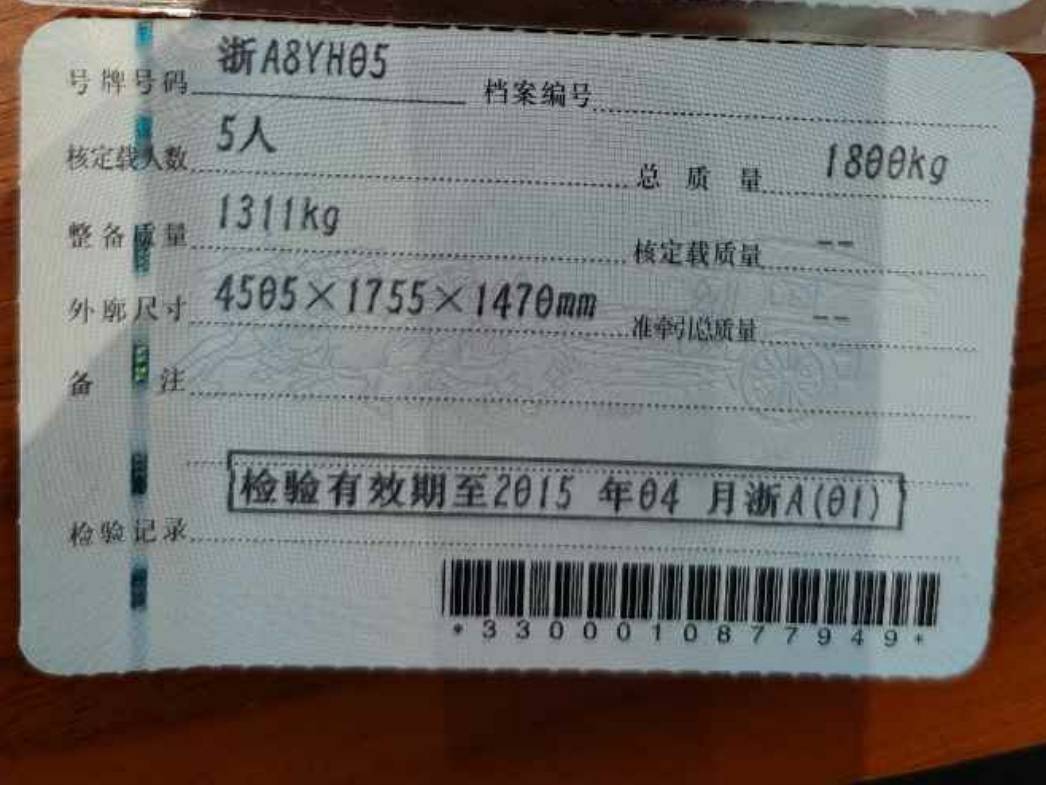 号牌号码 浙A8YH05 档案编号
核定载人数 5人 总质量 1800kg
整备质量 1311kg 核定载质量 --
外廓尺寸 4505×1755×1470mm 准牵引总质量 --
备注
检验有效期至2015 年04 月浙A(01)
检验记录
*3300010877949*